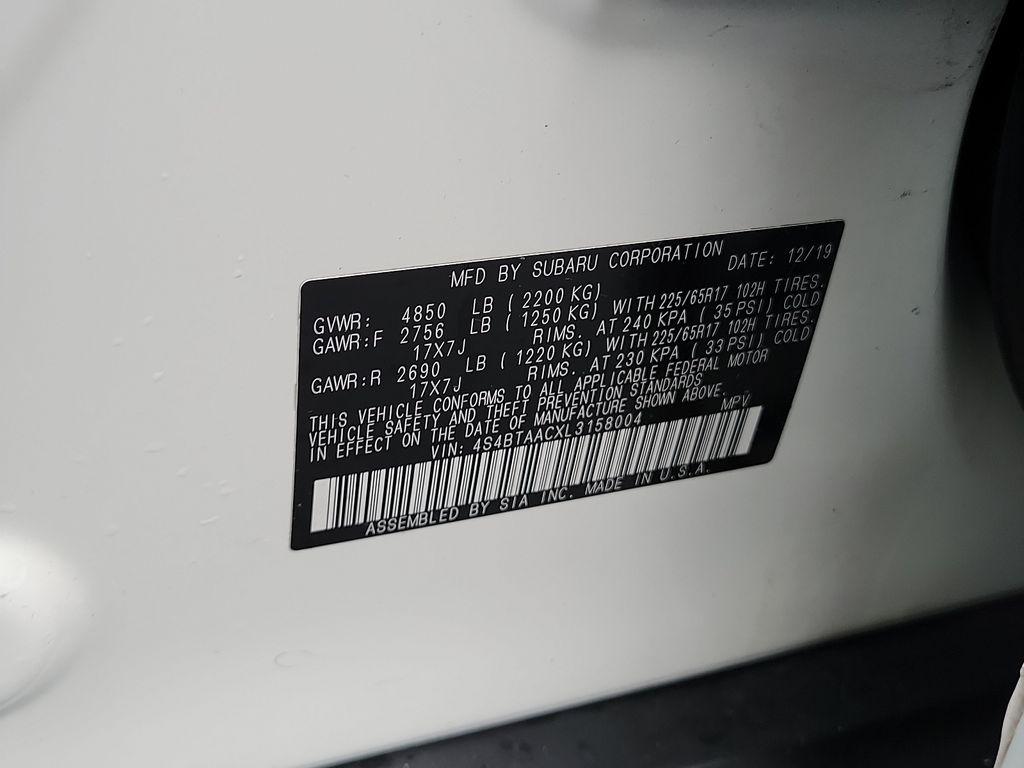 MFD BY SUBARU CORPORATION DATE: 12/19
GVWR: 4850 LB ( 2200 KG)
GAWR:F 2756 LB ( 1250 KG) WITH 225/65R17 102H TIRES.
17X7J RIMS. AT 240 KPA ( 35 PSI) COLD
GAWR:R 2690 LB ( 1220 KG) WITH 225/65R17 102H TIRES.
17X7J RIMS. AT 230 KPA ( 33 PSI) COLD
THIS VEHICLE CONFORMS TO ALL APPLICABLE FEDERAL MOTOR
VEHICLE SAFETY AND THEFT PREVENTION STANDARDS
IN EFFECT ON THE DATE OF MANUFACTURE SHOWN ABOVE.
VIN: 4S4BTAACXL3158004 MPV
ASSEMBLED BY SIA INC. MADE IN U.S.A.